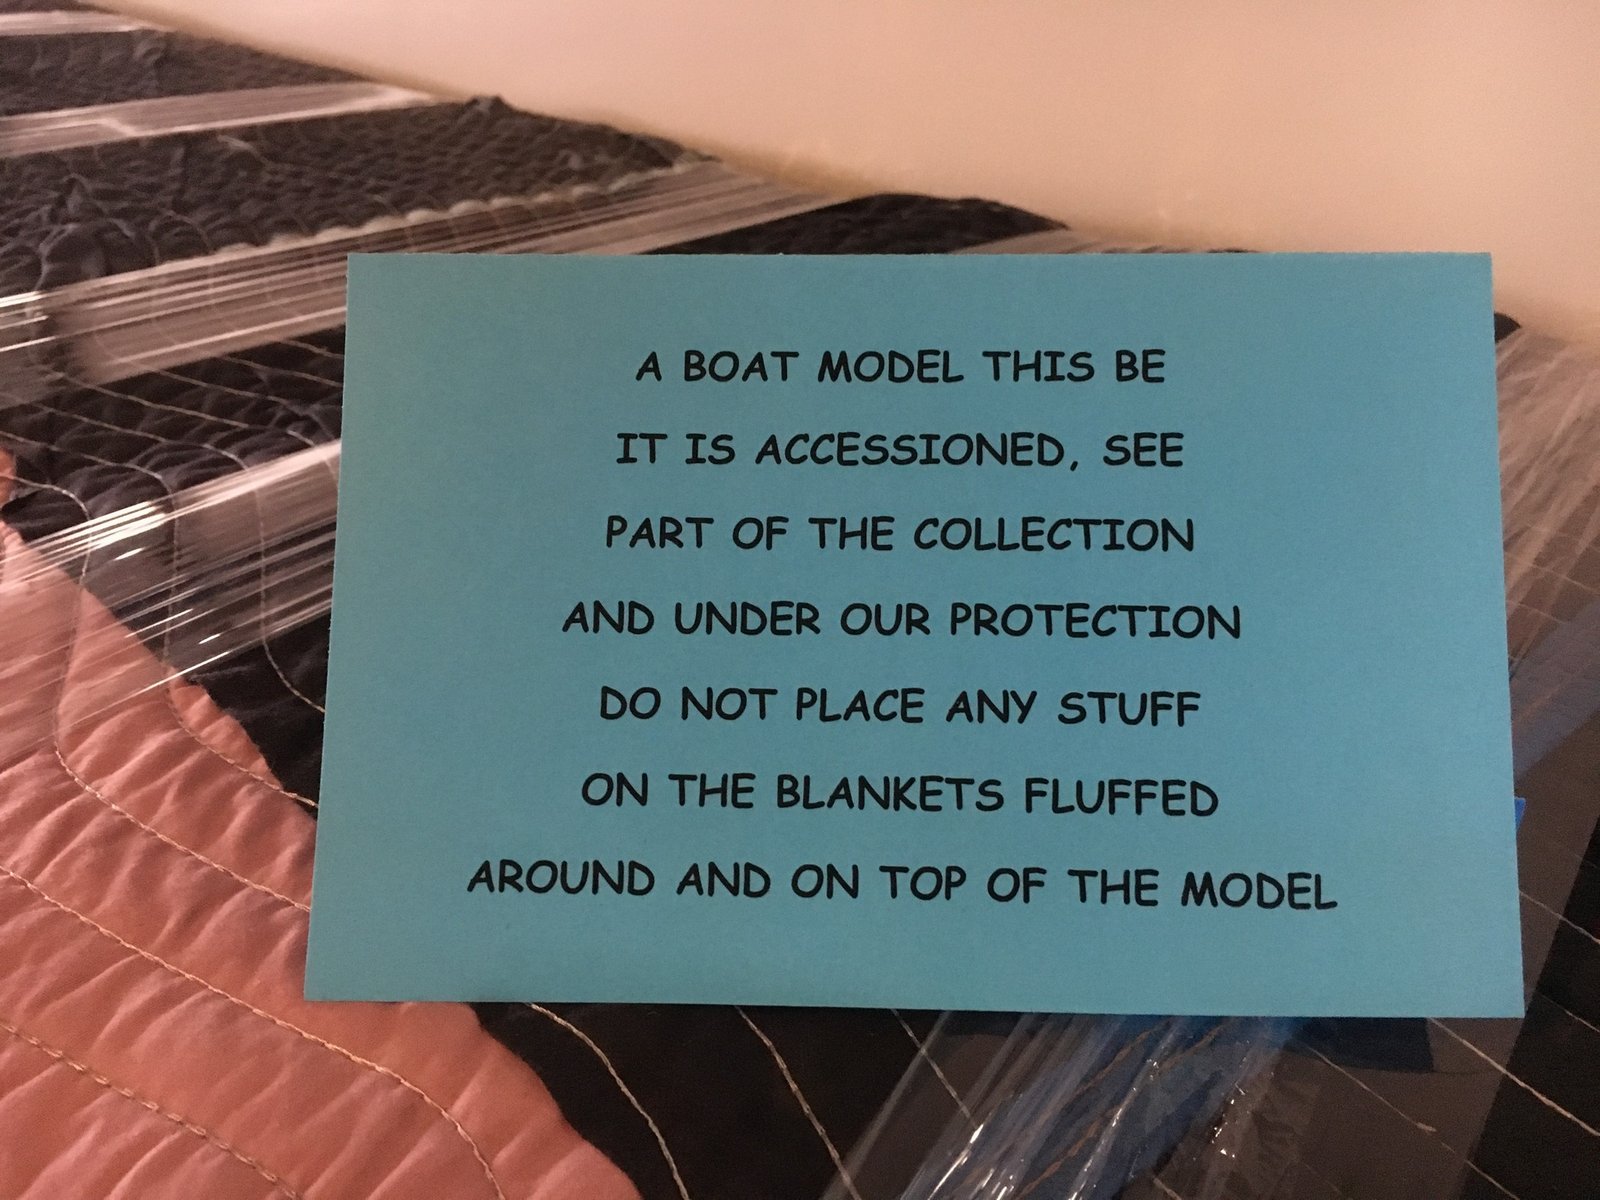 A BOAT MODEL THIS BE
IT IS ACCESSIONED, SEE
PART OF THE COLLECTION
AND UNDER OUR PROTECTION
DO NOT PLACE ANY STUFF
ON THE BLANKETS FLUFFED
AROUND AND ON TOP OF THE MODEL